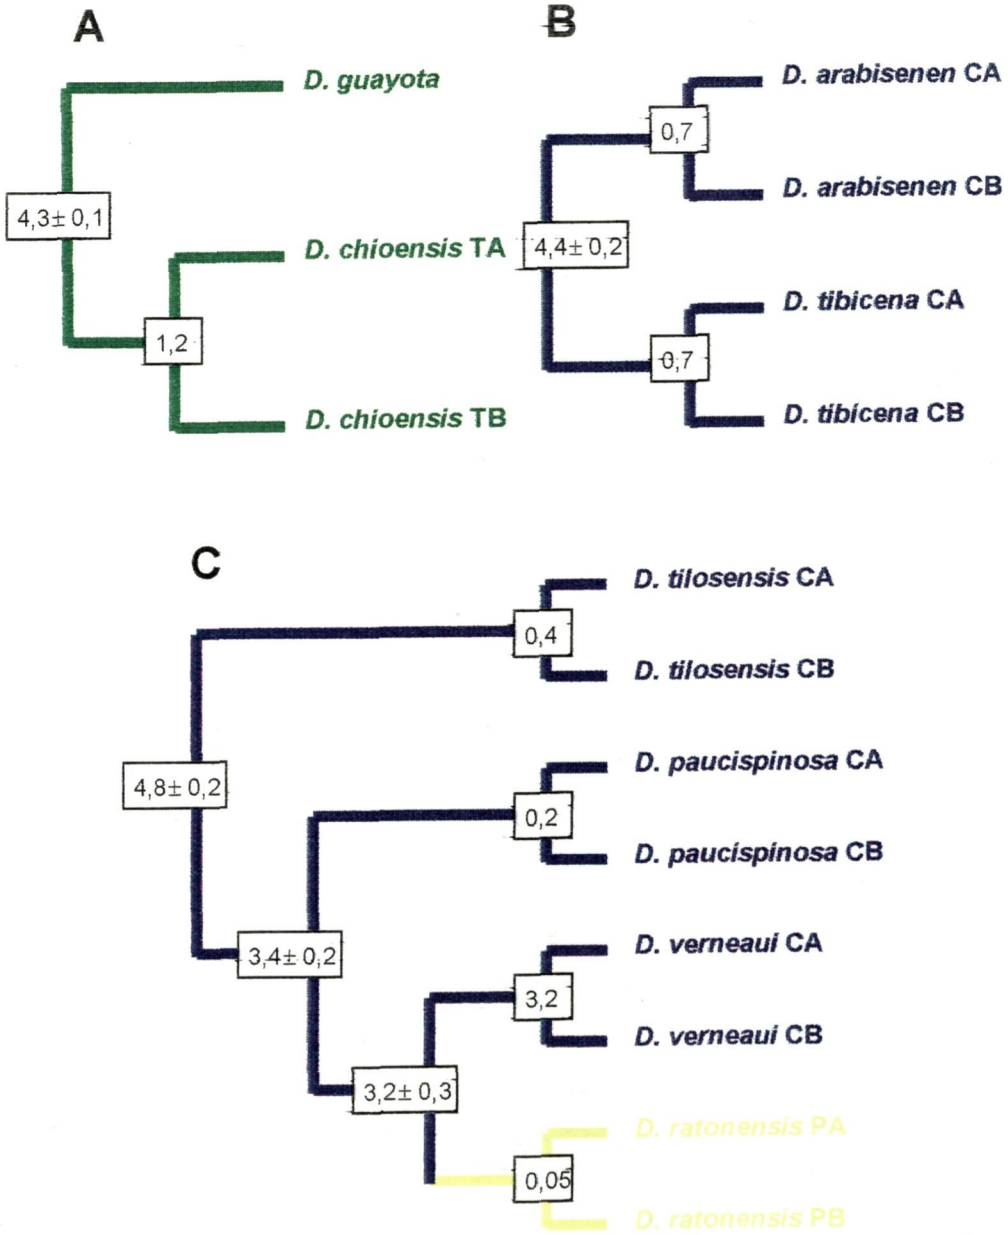 A
D. guayota
4,3± 0,1
D. chioensis TA
1,2
D. chioensis TB
B
D. arabisenen CA
0,7
D. arabisenen CB
4,4± 0,2
D. tibicena CA
0,7
D. tibicena CB
C
D. tilosensis CA
0,4
D. tilosensis CB
4,8± 0,2
D. paucispinosa CA
0,2
D. paucispinosa CB
3,4± 0,2
D. verneaui CA
3,2
D. verneaui CB
3,2± 0,3
D. ratonensis PA
0,05
D. ratonensis PB